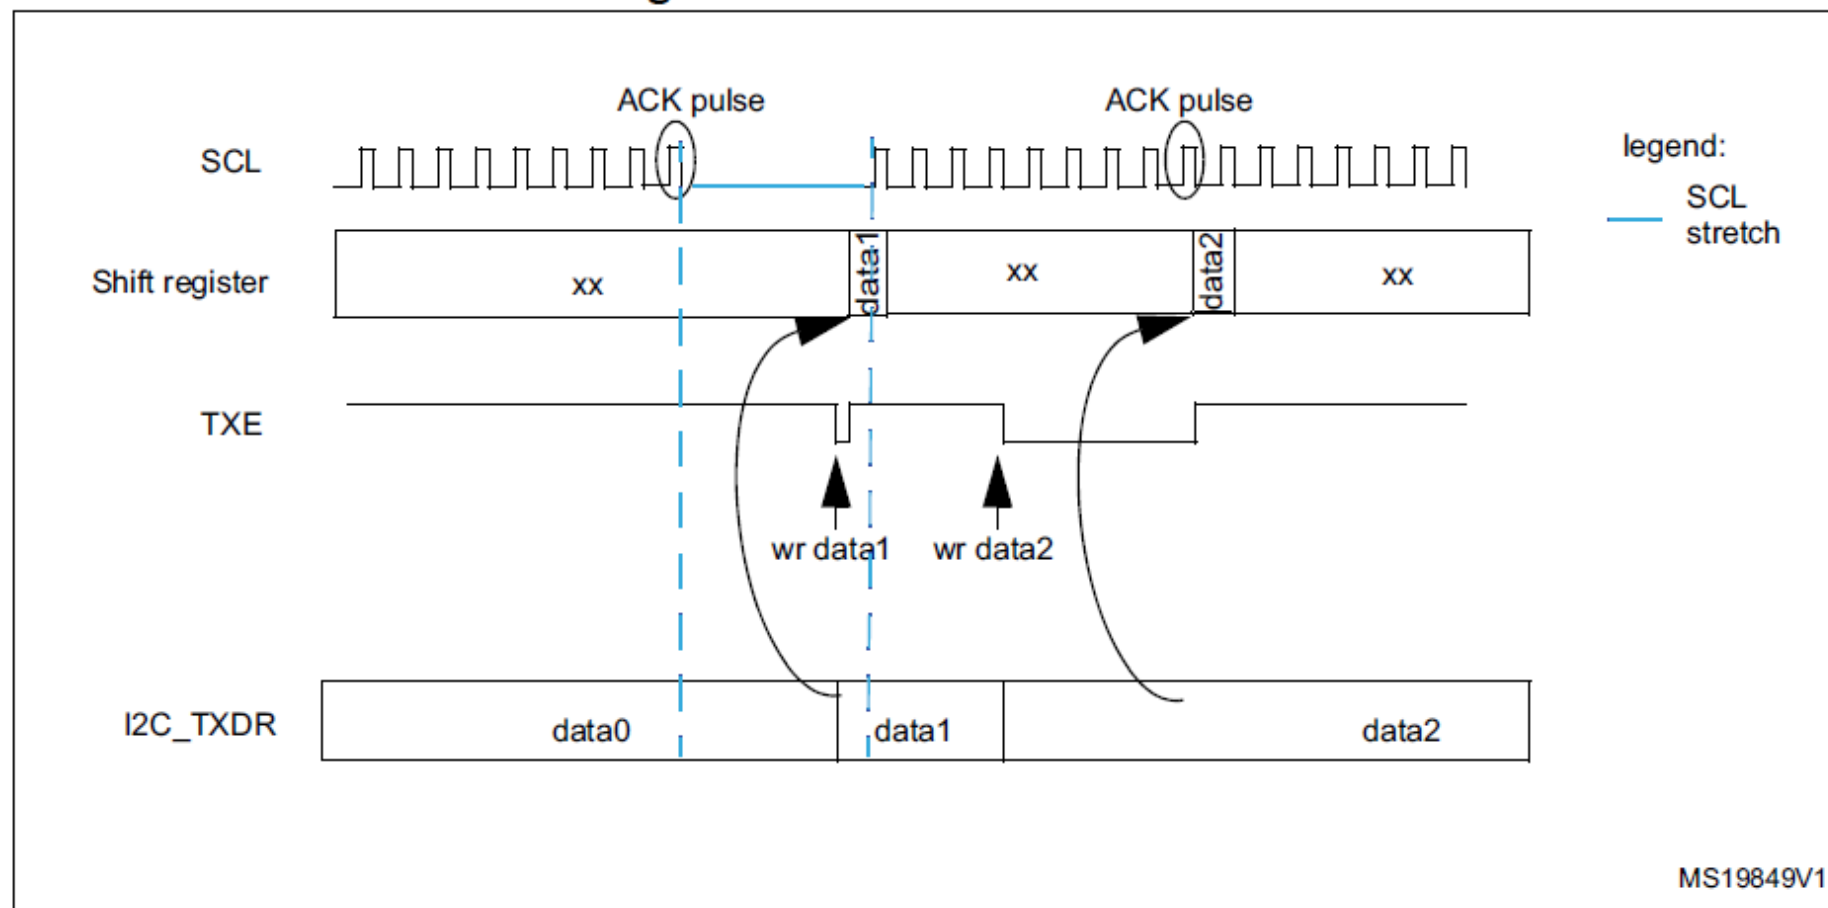 ACK pulse
ACK pulse
SCL
legend:
SCL
stretch
Shift register
xx
data1
xx
data2
xx
TXE
wr data1
wr data2
I2C_TXDR
data0
data1
data2
MS19849V1